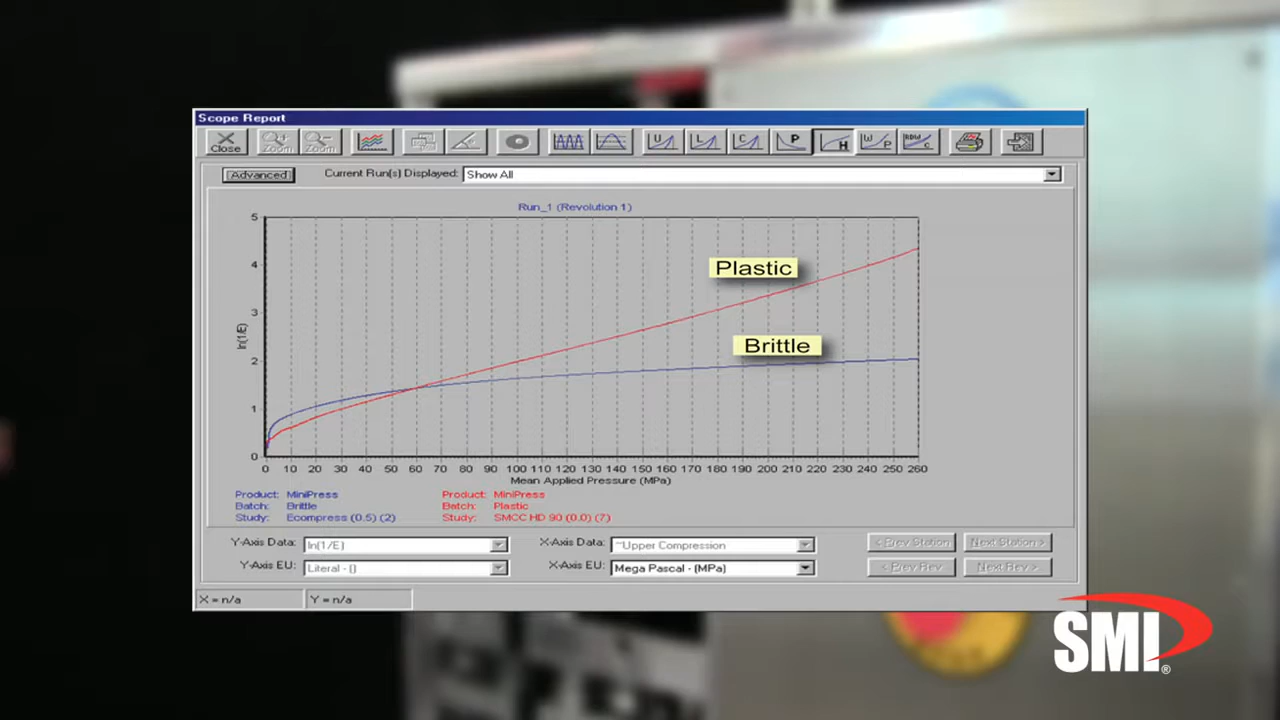 Scope Report
Close Zoom Zoom U L C P H W P RDW c
Advanced Current Run(s) Displayed: Show All
Run_1 (Revolution 1)
5
4
3
2
1
0
ln(1/E)
Plastic
Brittle
0 10 20 30 40 50 60 70 80 90 100 110 120 130 140 150 160 170 180 190 200 210 220 230 240 250 260
Mean Applied Pressure (MPa)
Product: MiniPress Product: MiniPress
Batch: Brittle Batch: Plastic
Study: Ecompress (0.5) (2) Study: SMCC HD 90 (0.0) (7)
Y-Axis Data: ln(1/E) X-Axis Data: ~Upper Compression < Prev Station Next Station >
Y-Axis EU: Literal - () X-Axis EU: Mega Pascal - (MPa) < Prev Rev Next Rev >
X = n/a Y = n/a
SMI®